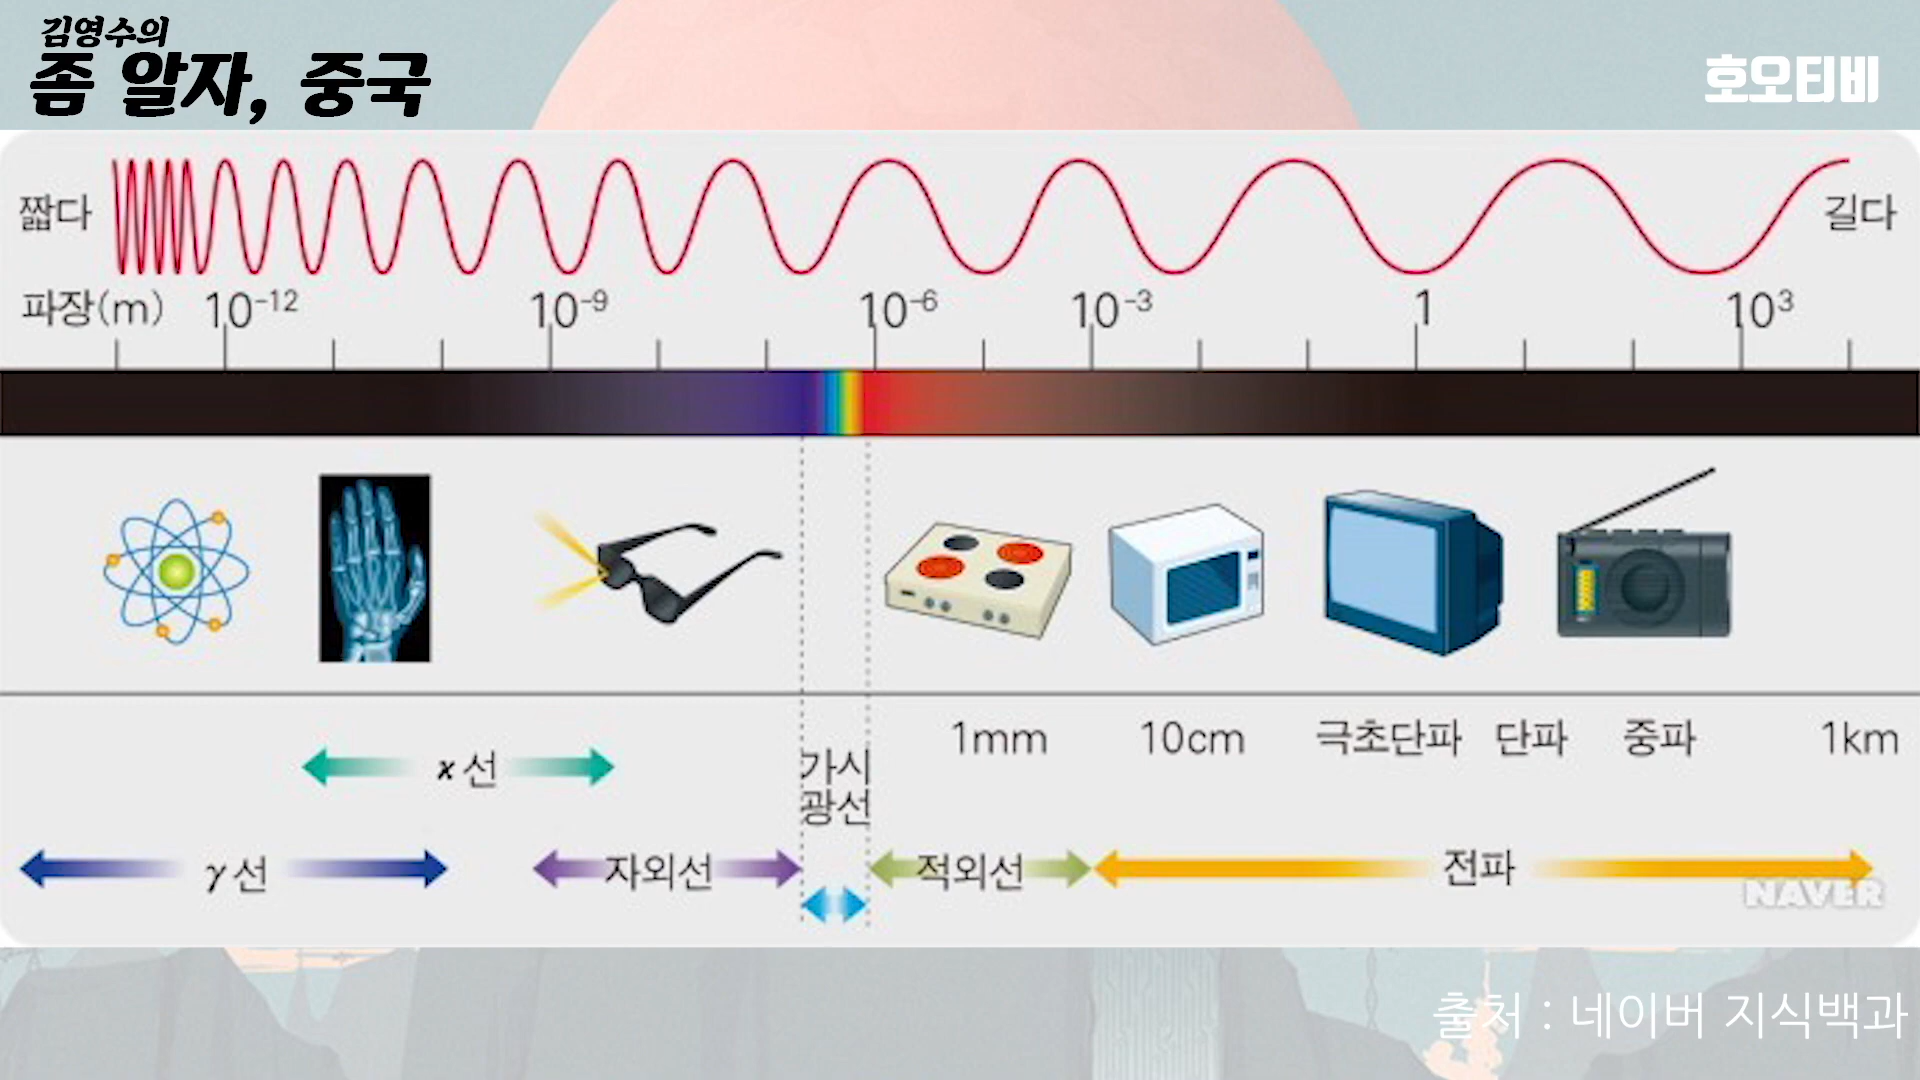 김영수의
좀 알자, 중국
호오티비
짧다
길다
파장(m) 10⁻¹² 10⁻⁹ 10⁻⁶ 10⁻³ 1 10³
1mm 10cm 극초단파 단파 중파 1km
x 선
가시
광선
γ 선 자외선 적외선 전파
NAVER
출처 : 네이버 지식백과